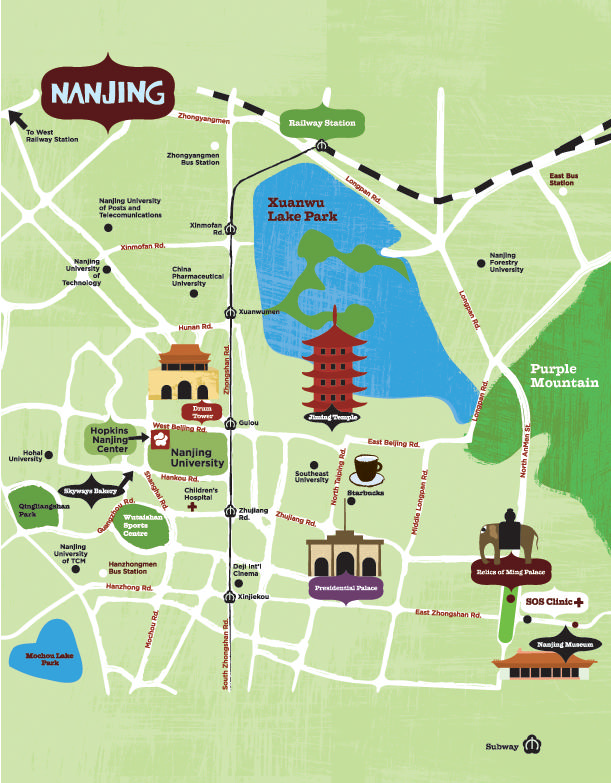 NANJING
To West
Railway Station
Zhongyangmen
Railway Station
Zhongyangmen
Bus Station
Longpan Rd.
East Bus
Station
Nanjing University
of Posts and
Telecomunications
Xuanwu
Lake Park
Xinmofan
Rd.
Xinmofan Rd.
Nanjing
University
of
Technology
China
Pharmaceutical
University
Nanjing
Forestry
University
Longpan Rd.
Xuanwumen
Hunan Rd.
Zhongshan Rd.
Purple
Mountain
Longpan Rd.
Drum
Tower
Jiming Temple
Gulou
West Beijing Rd.
Hopkins
Nanjing
Center
Nanjing
University
East Beijing Rd.
North AnMen St.
Hohai
University
Hankou Rd.
Southeast
University
North Taiping Rd.
Starbucks
Middle Longpan Rd.
Shanghai Rd.
Skyways Bakery
Children's
Hospital
Qingliangshan
Park
Guangzhou Rd.
Wutaishan
Sports
Centre
Zhujiang
Rd.
Zhujiang Rd.
Nanjing
University
of TCM
Hanzhongmen
Bus Station
Deji Int'l
Cinema
Presidential Palace
Relics of Ming Palace
Hanzhong Rd.
Xinjiekou
SOS Clinic
East Zhongshan Rd.
Mochou Rd.
South Zhongshan Rd.
Nanjing Museum
Mochou Lake
Park
Subway